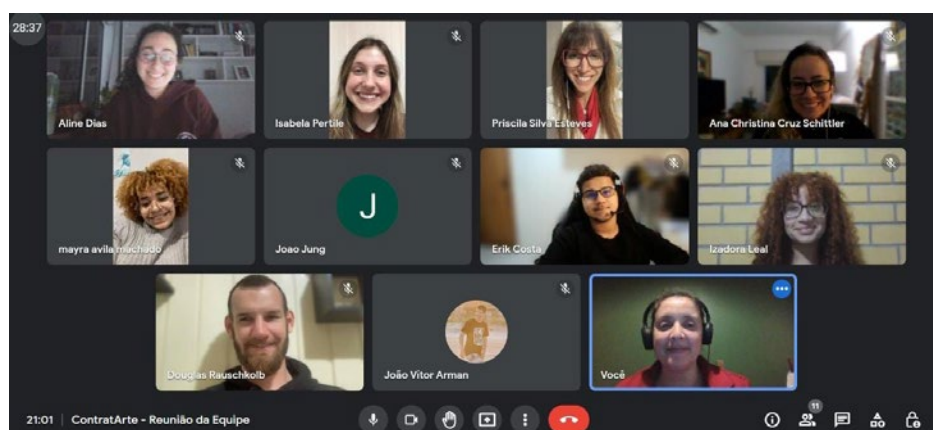 28:37
Aline Dias
Isabela Pertile
Priscila Silva Esteves
Ana Christina Cruz Schittler
mayra avila machado
J
Joao Jung
Erik Costa
Izadora Leal
Douglas Rauschkolb
João Vitor Arman
Você
11
21:01 | ContratArte - Reunião da Equipe